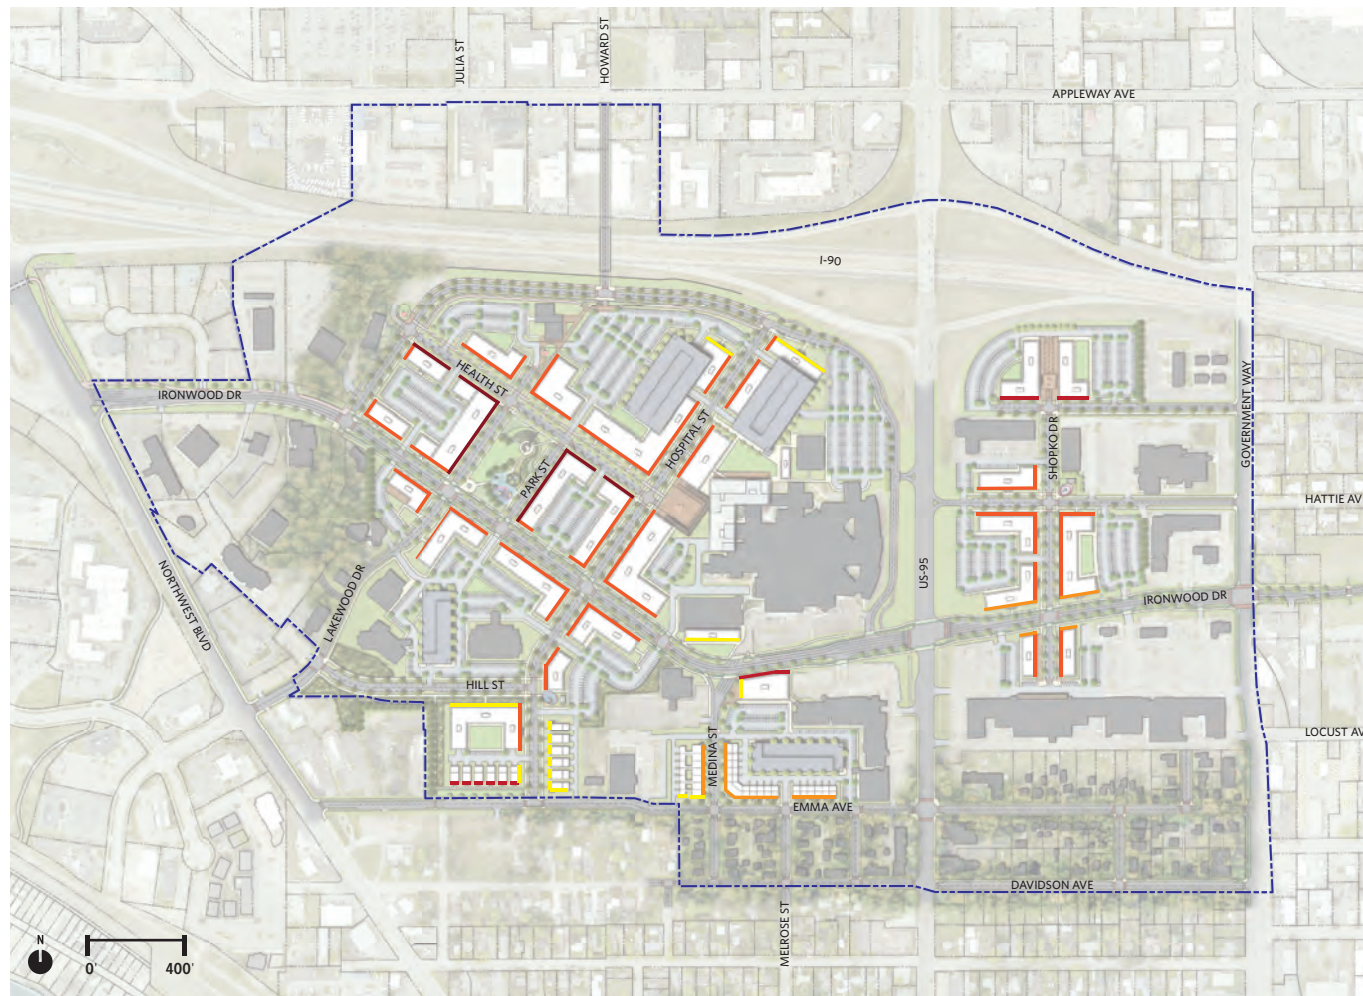 JULIA ST
HOWARD ST
APPLEWAY AVE
I-90
HEALTH ST
IRONWOOD DR
GOVERNMENT WAY
HOSPITAL ST
SHOPKO DR
PARK ST
HATTIE AV
US-95
NORTHWEST BLVD
LAKEWOOD DR
IRONWOOD DR
HILL ST
LOCUST AV
MEDINA ST
EMMA AVE
DAVIDSON AVE
MELROSE ST
N
0' 400'